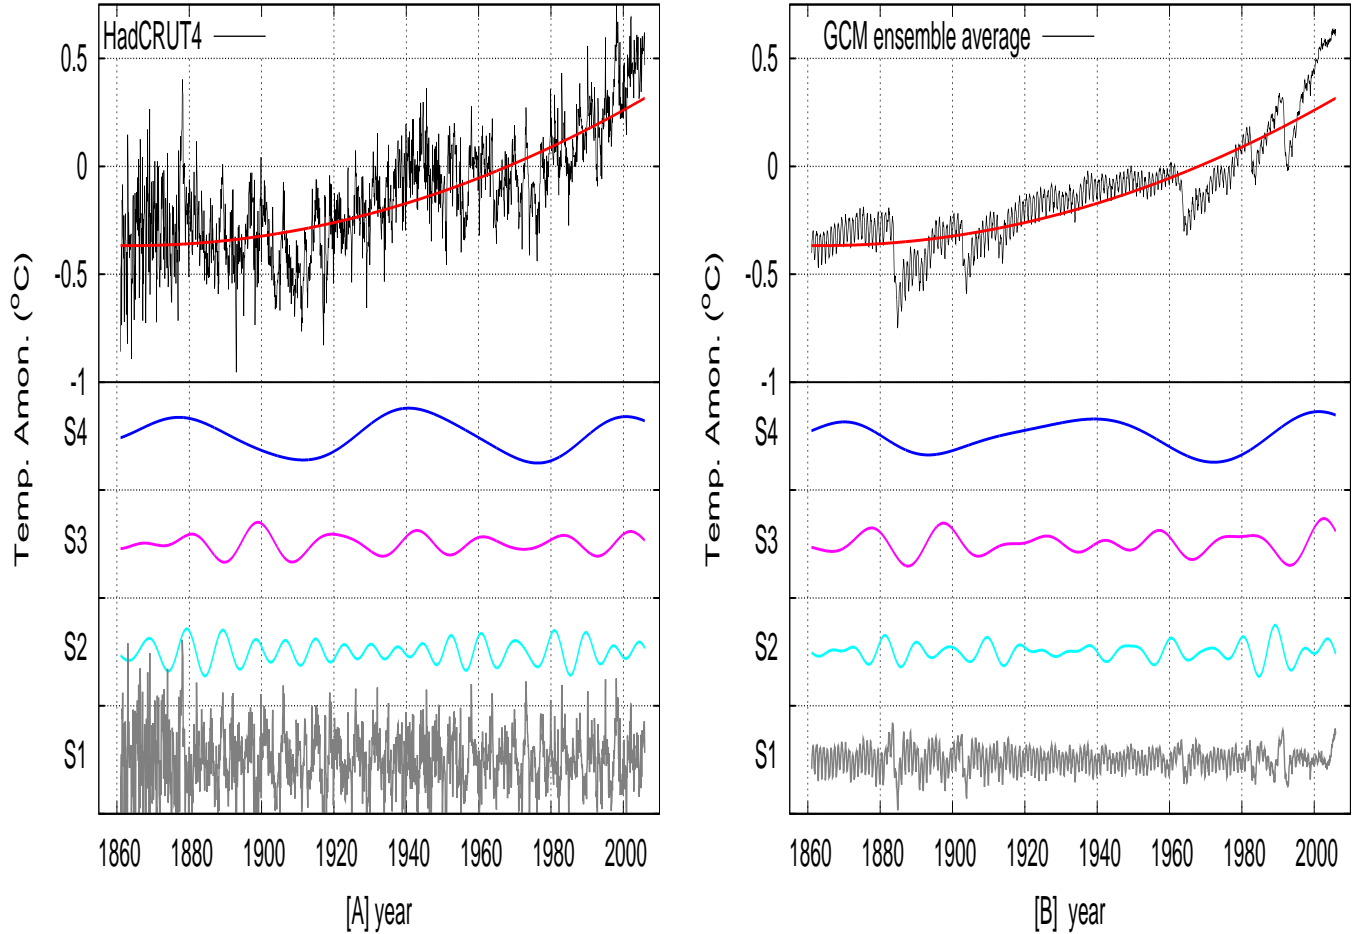 HadCRUT4
0.5
0
-0.5
-1
S4
S3
S2
S1
Temp. Amon. (°C)
1860 1880 1900 1920 1940 1960 1980 2000
[A] year
GCM ensemble average
0.5
0
-0.5
-1
S4
S3
S2
S1
Temp. Amon. (°C)
1860 1880 1900 1920 1940 1960 1980 2000
[B] year